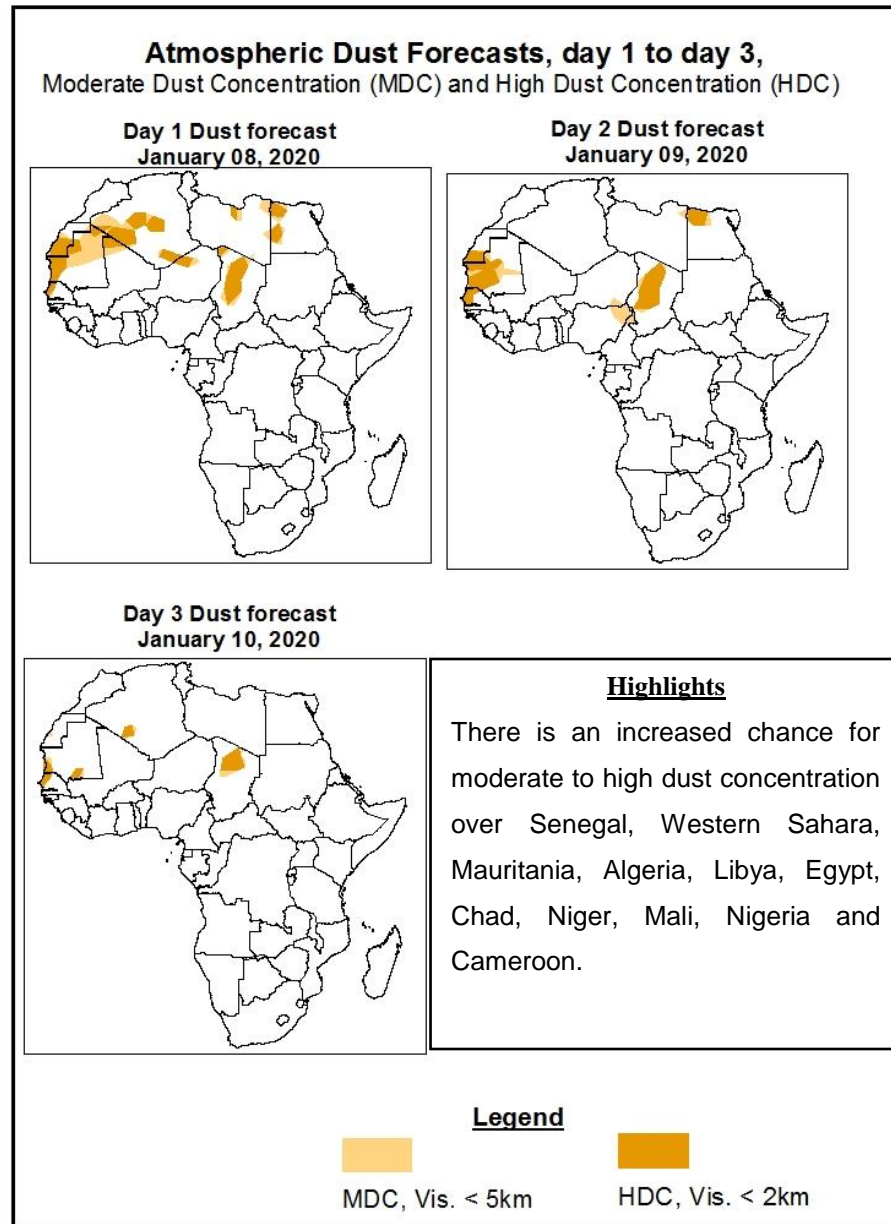 Atmospheric Dust Forecasts, day 1 to day 3,
Moderate Dust Concentration (MDC) and High Dust Concentration (HDC)
Day 1 Dust forecast
January 08, 2020
Day 2 Dust forecast
January 09, 2020
Day 3 Dust forecast
January 10, 2020
Highlights
There is an increased chance for
moderate to high dust concentration
over Senegal, Western Sahara,
Mauritania, Algeria, Libya, Egypt,
Chad, Niger, Mali, Nigeria and
Cameroon.
Legend
MDC, Vis. < 5km
HDC, Vis. < 2km